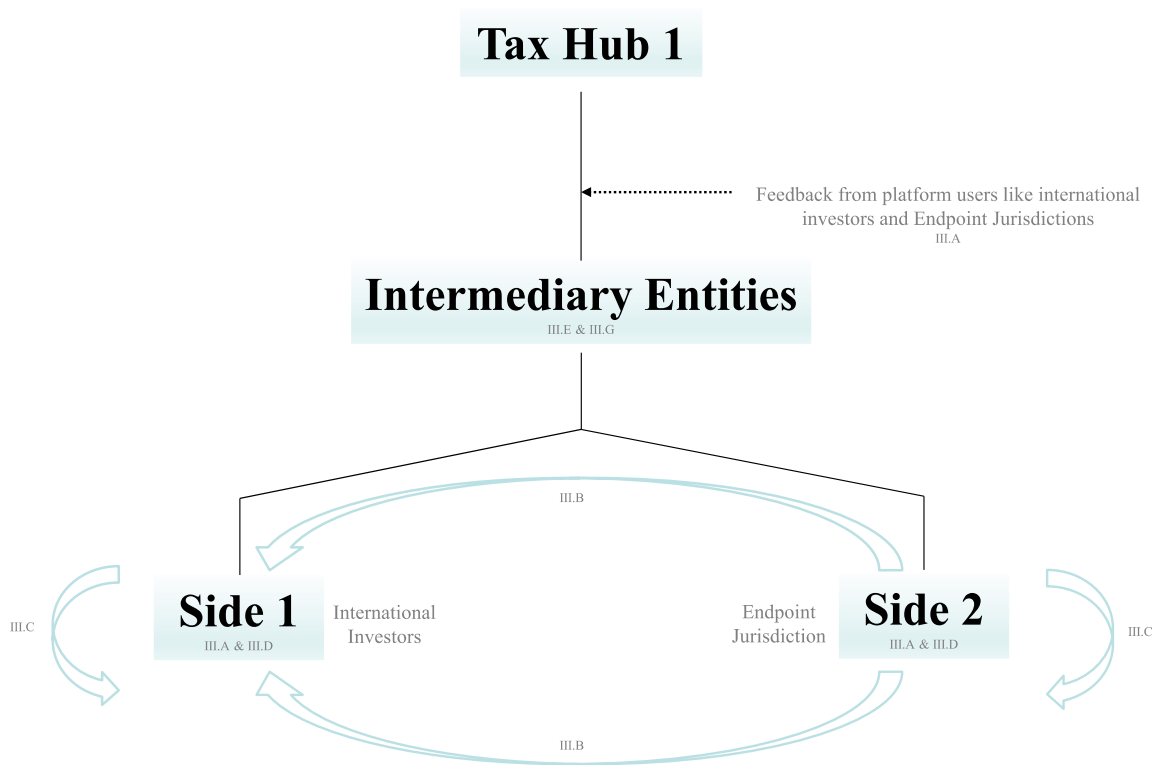 Tax Hub 1
Feedback from platform users like international
investors and Endpoint Jurisdictions
III.A
Intermediary Entities
III.E & III.G
III.B
III.C
Side 1
III.A & III.D
International
Investors
Endpoint
Jurisdiction
Side 2
III.A & III.D
III.C
III.B